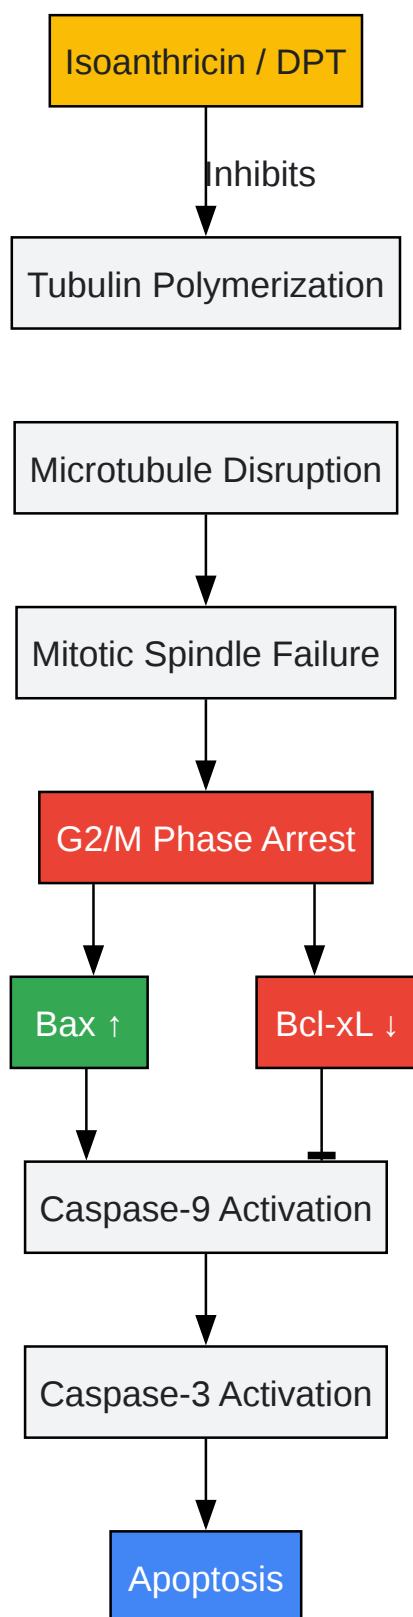 Isoanthricin / DPT
Inhibits
Tubulin Polymerization
Microtubule Disruption
Mitotic Spindle Failure
G2/M Phase Arrest
Bax ↑
Bcl-xL ↓
Caspase-9 Activation
Caspase-3 Activation
Apoptosis